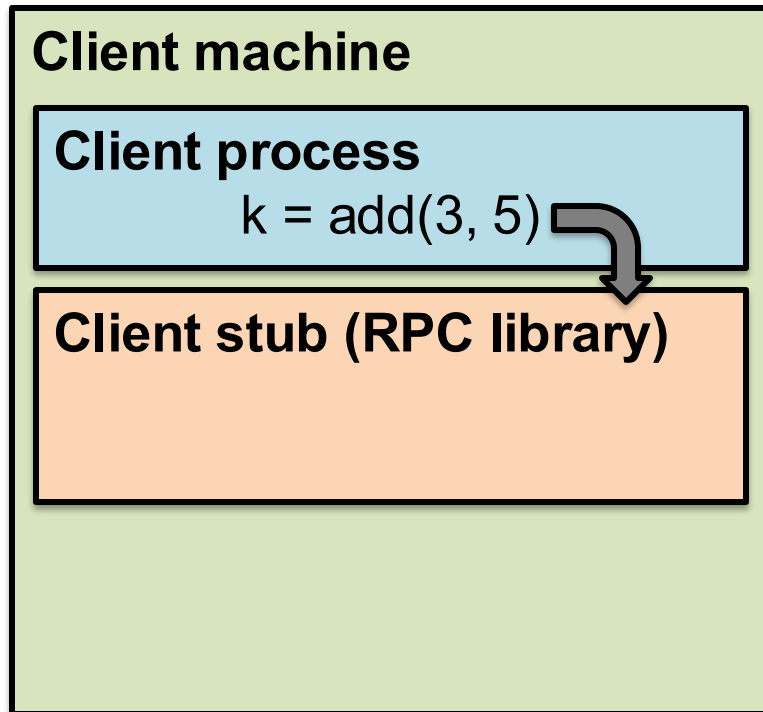 Client machine
Client process
k = add(3, 5)
Client stub (RPC library)